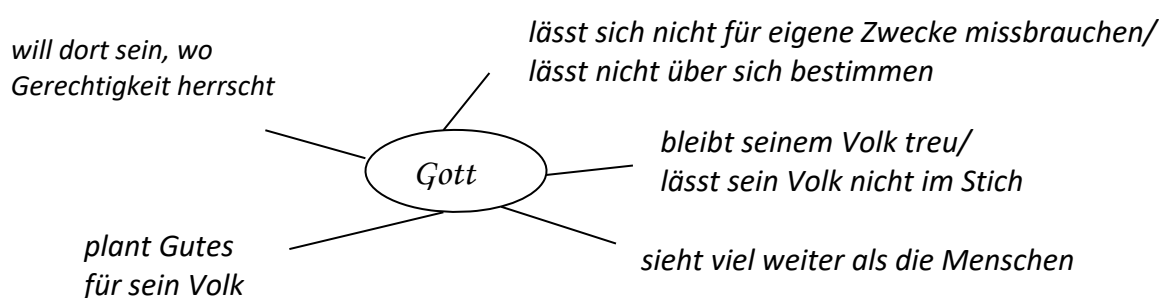 will dort sein, wo
Gerechtigkeit herrscht
lässt sich nicht für eigene Zwecke missbrauchen/
lässt nicht über sich bestimmen
Gott
bleibt seinem Volk treu/
lässt sein Volk nicht im Stich
plant Gutes
für sein Volk
sieht viel weiter als die Menschen